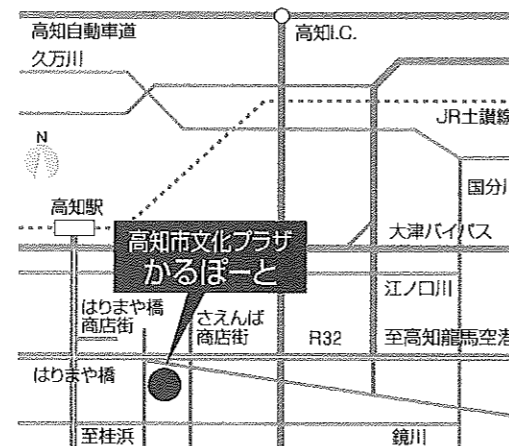 高知自動車道
高知I.C.
久万川
JR土讃線
N
国分川
高知駅
高知市文化プラザ
かるぽーと
大津バイパス
江ノ口川
はりまや橋
商店街
さえんば
商店街
R32
至高知龍馬空港
はりまや橋
至桂浜
鏡川